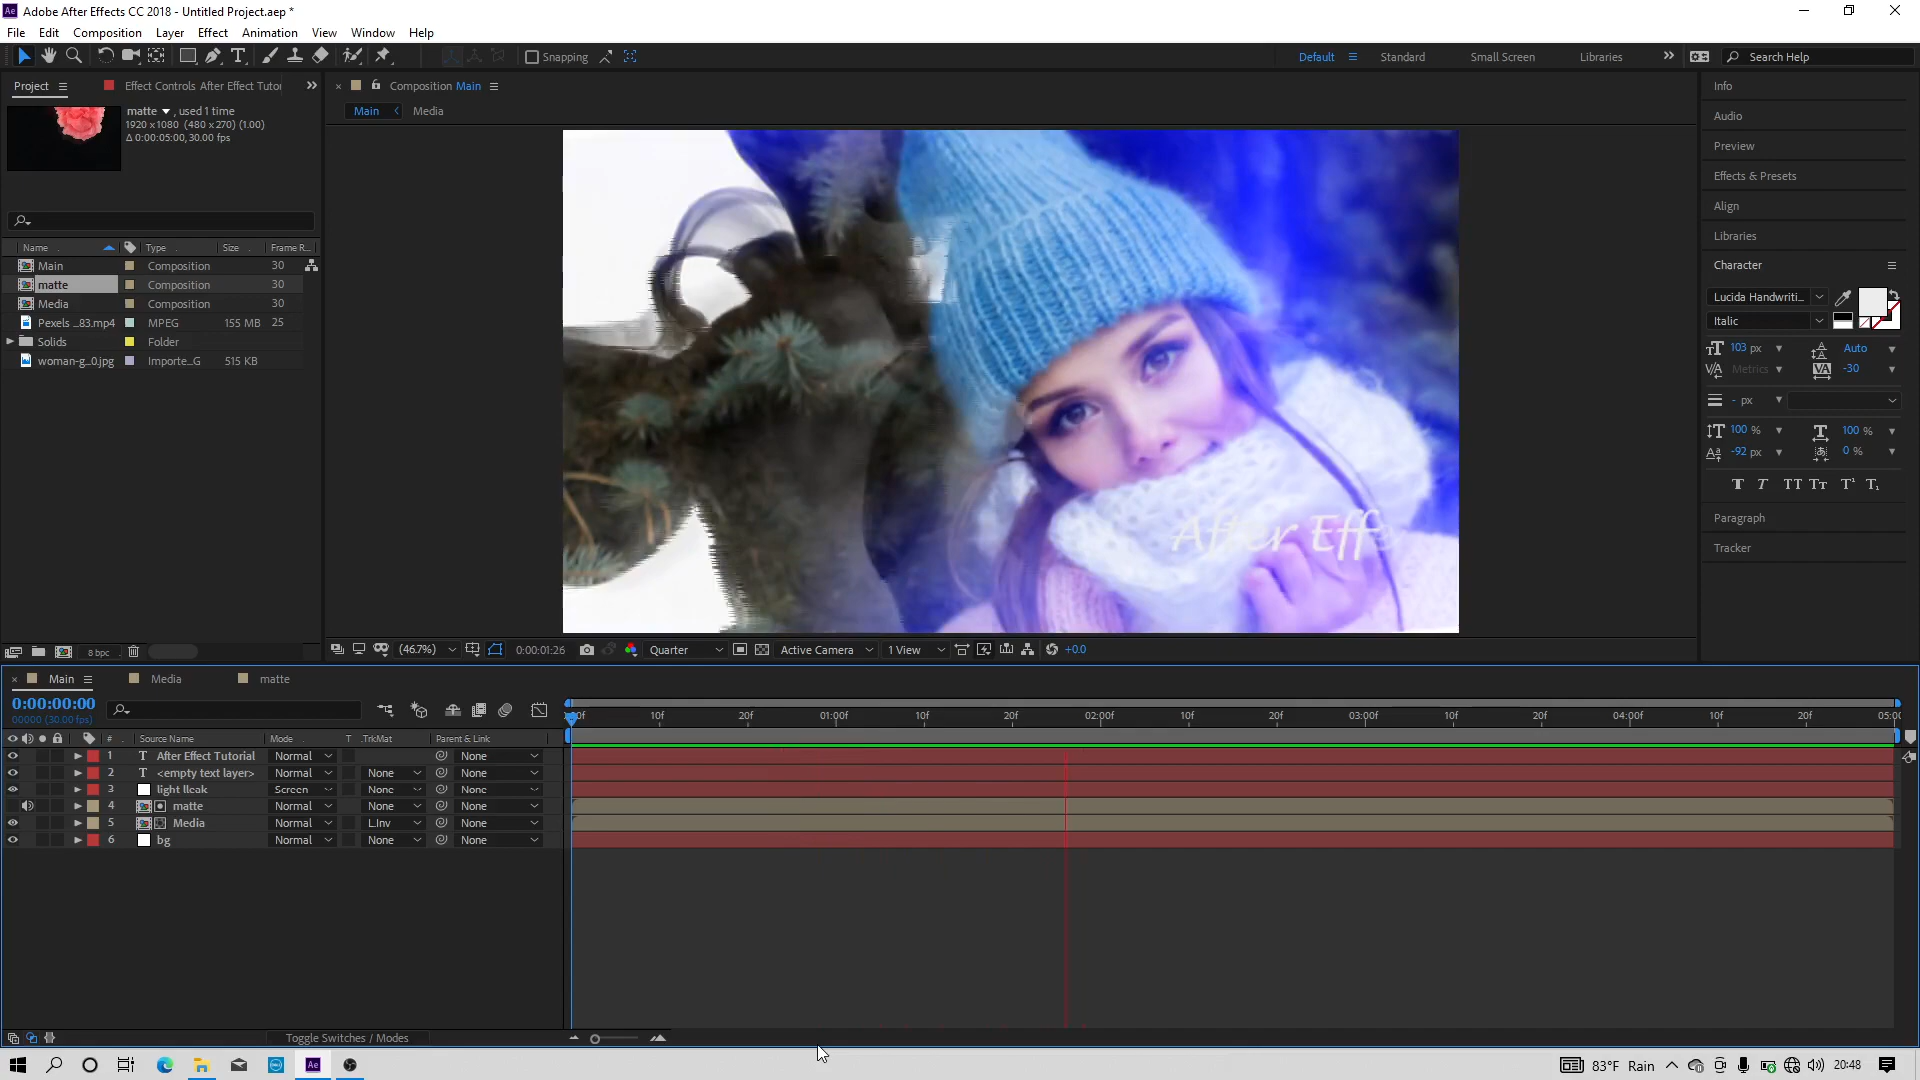 Adobe After Effects CC 2018 - Untitled Project.aep *
File Edit Composition Layer Effect Animation View Window Help
Snapping
Default Standard Small Screen Libraries Search Help
Project Effect Controls After Effect Tutor
matte , used 1 time
1920 x1080 (480 x 270) (1.00)
Δ 0:00:05:00, 30.00 fps
Name Type Size Frame R...
Main Composition 30
matte Composition 30
Media Composition 30
Pexels ...83.mp4 MPEG 155 MB 25
Solids Folder
woman-g...0.jpg Importe...G 515 KB
8 bpc
Composition Main
Main Media
After Effe
(46.7%) 0:00:01:26 Quarter Active Camera 1 View +0.0
Info
Audio
Preview
Effects & Presets
Align
Libraries
Character
Lucida Handwriti...
Italic
103 px Auto
Metrics -30
- px
100 % 100 %
-92 px 0 %
Paragraph
Tracker
Main Media matte
0:00:00:00
00000 (30.00 fps)
:00f 10f 20f 01:00f 10f 20f 02:00f 10f 20f 03:00f 10f 20f 04:00f 10f 20f 05:00
# Source Name Mode T .TrkMat Parent & Link
1 T After Effect Tutorial Normal None
2 T <empty text layer> Normal None None
3 light lleak Screen None None
4 matte Normal None None
5 Media Normal L.Inv None
6 bg Normal None None
Toggle Switches / Modes
Ae 83°F Rain 20:48